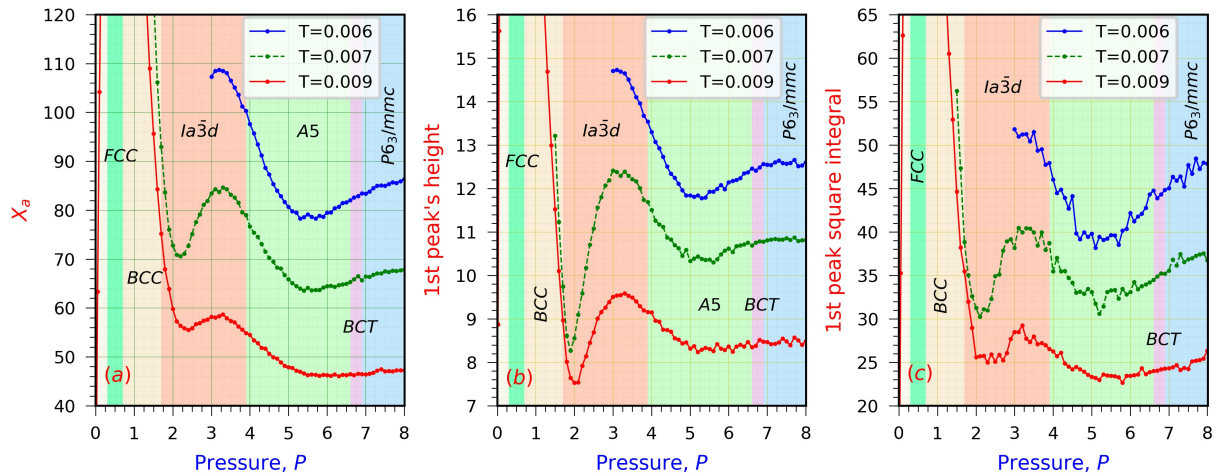 120
110
100
90
80
70
60
50
40
X_a
T=0.006
T=0.007
T=0.009
FCC
BCC
Ia3̄d
A5
BCT
P6₃/mmc
(a)
0 1 2 3 4 5 6 7 8
Pressure, P
16
15
14
13
12
11
10
9
8
7
1st peak's height
T=0.006
T=0.007
T=0.009
FCC
BCC
Ia3̄d
A5
BCT
P6₃/mmc
(b)
0 1 2 3 4 5 6 7 8
Pressure, P
65
60
55
50
45
40
35
30
25
20
1st peak square integral
T=0.006
T=0.007
T=0.009
FCC
BCC
Ia3̄d
A5
BCT
P6₃/mmc
(c)
0 1 2 3 4 5 6 7 8
Pressure, P